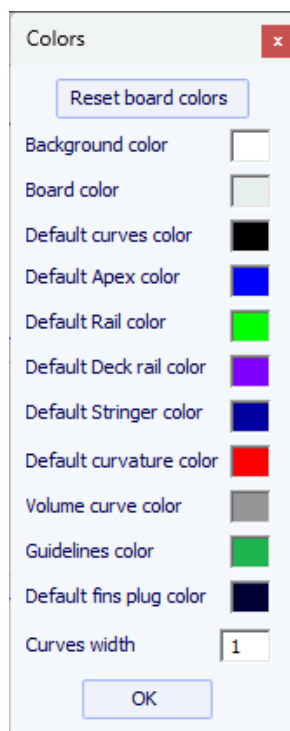 Colors
x
Reset board colors
Background color
Board color
Default curves color
Default Apex color
Default Rail color
Default Deck rail color
Default Stringer color
Default curvature color
Volume curve color
Guidelines color
Default fins plug color
Curves width 1
OK